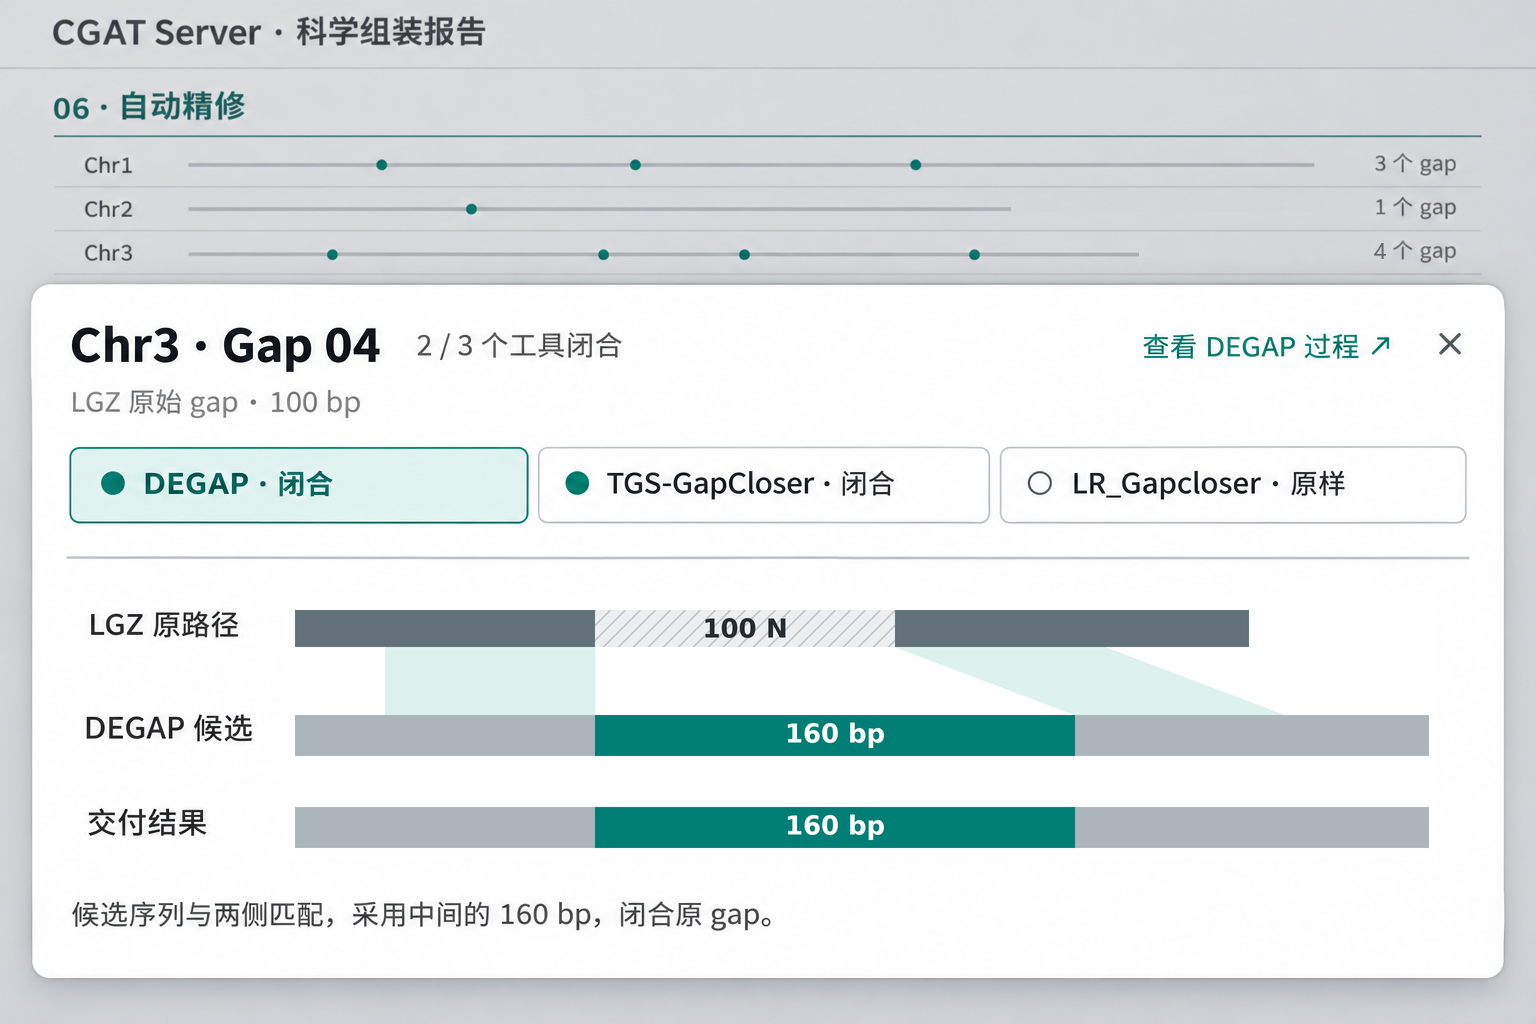 CGAT Server · 科学组装报告
06 · 自动精修
Chr1 3 个 gap
Chr2 1 个 gap
Chr3 4 个 gap
Chr3 · Gap 04 2 / 3 个工具闭合 查看 DEGAP 过程 ↗ ×
LGZ 原始 gap · 100 bp
DEGAP · 闭合 TGS-GapCloser · 闭合 LR_Gapcloser · 原样
LGZ 原路径 100 N
DEGAP 候选 160 bp
交付结果 160 bp
候选序列与两侧匹配，采用中间的 160 bp，闭合原 gap。